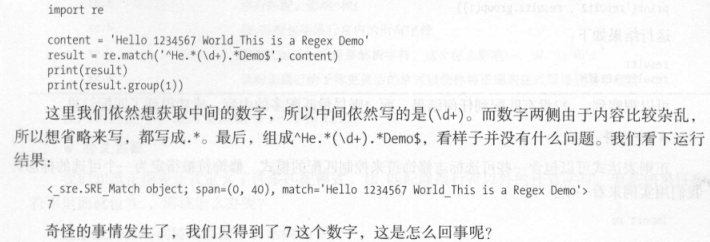 import re
content = 'Hello 1234567 World_This is a Regex Demo'
result = re.match('^He.*(\d+).*Demo$', content)
print(result)
print(result.group(1))
这里我们依然想获取中间的数字，所以中间依然写的是(\d+)。而数字两侧由于内容比较杂乱，
所以想省略来写，都写成.*。最后，组成^He.*(\d+).*Demo$，看样子并没有什么问题。我们看下运行
结果：
<_sre.SRE_Match object; span=(0, 40), match='Hello 1234567 World_This is a Regex Demo'>
7
奇怪的事情发生了，我们只得到了 7 这个数字，这是怎么回事呢？